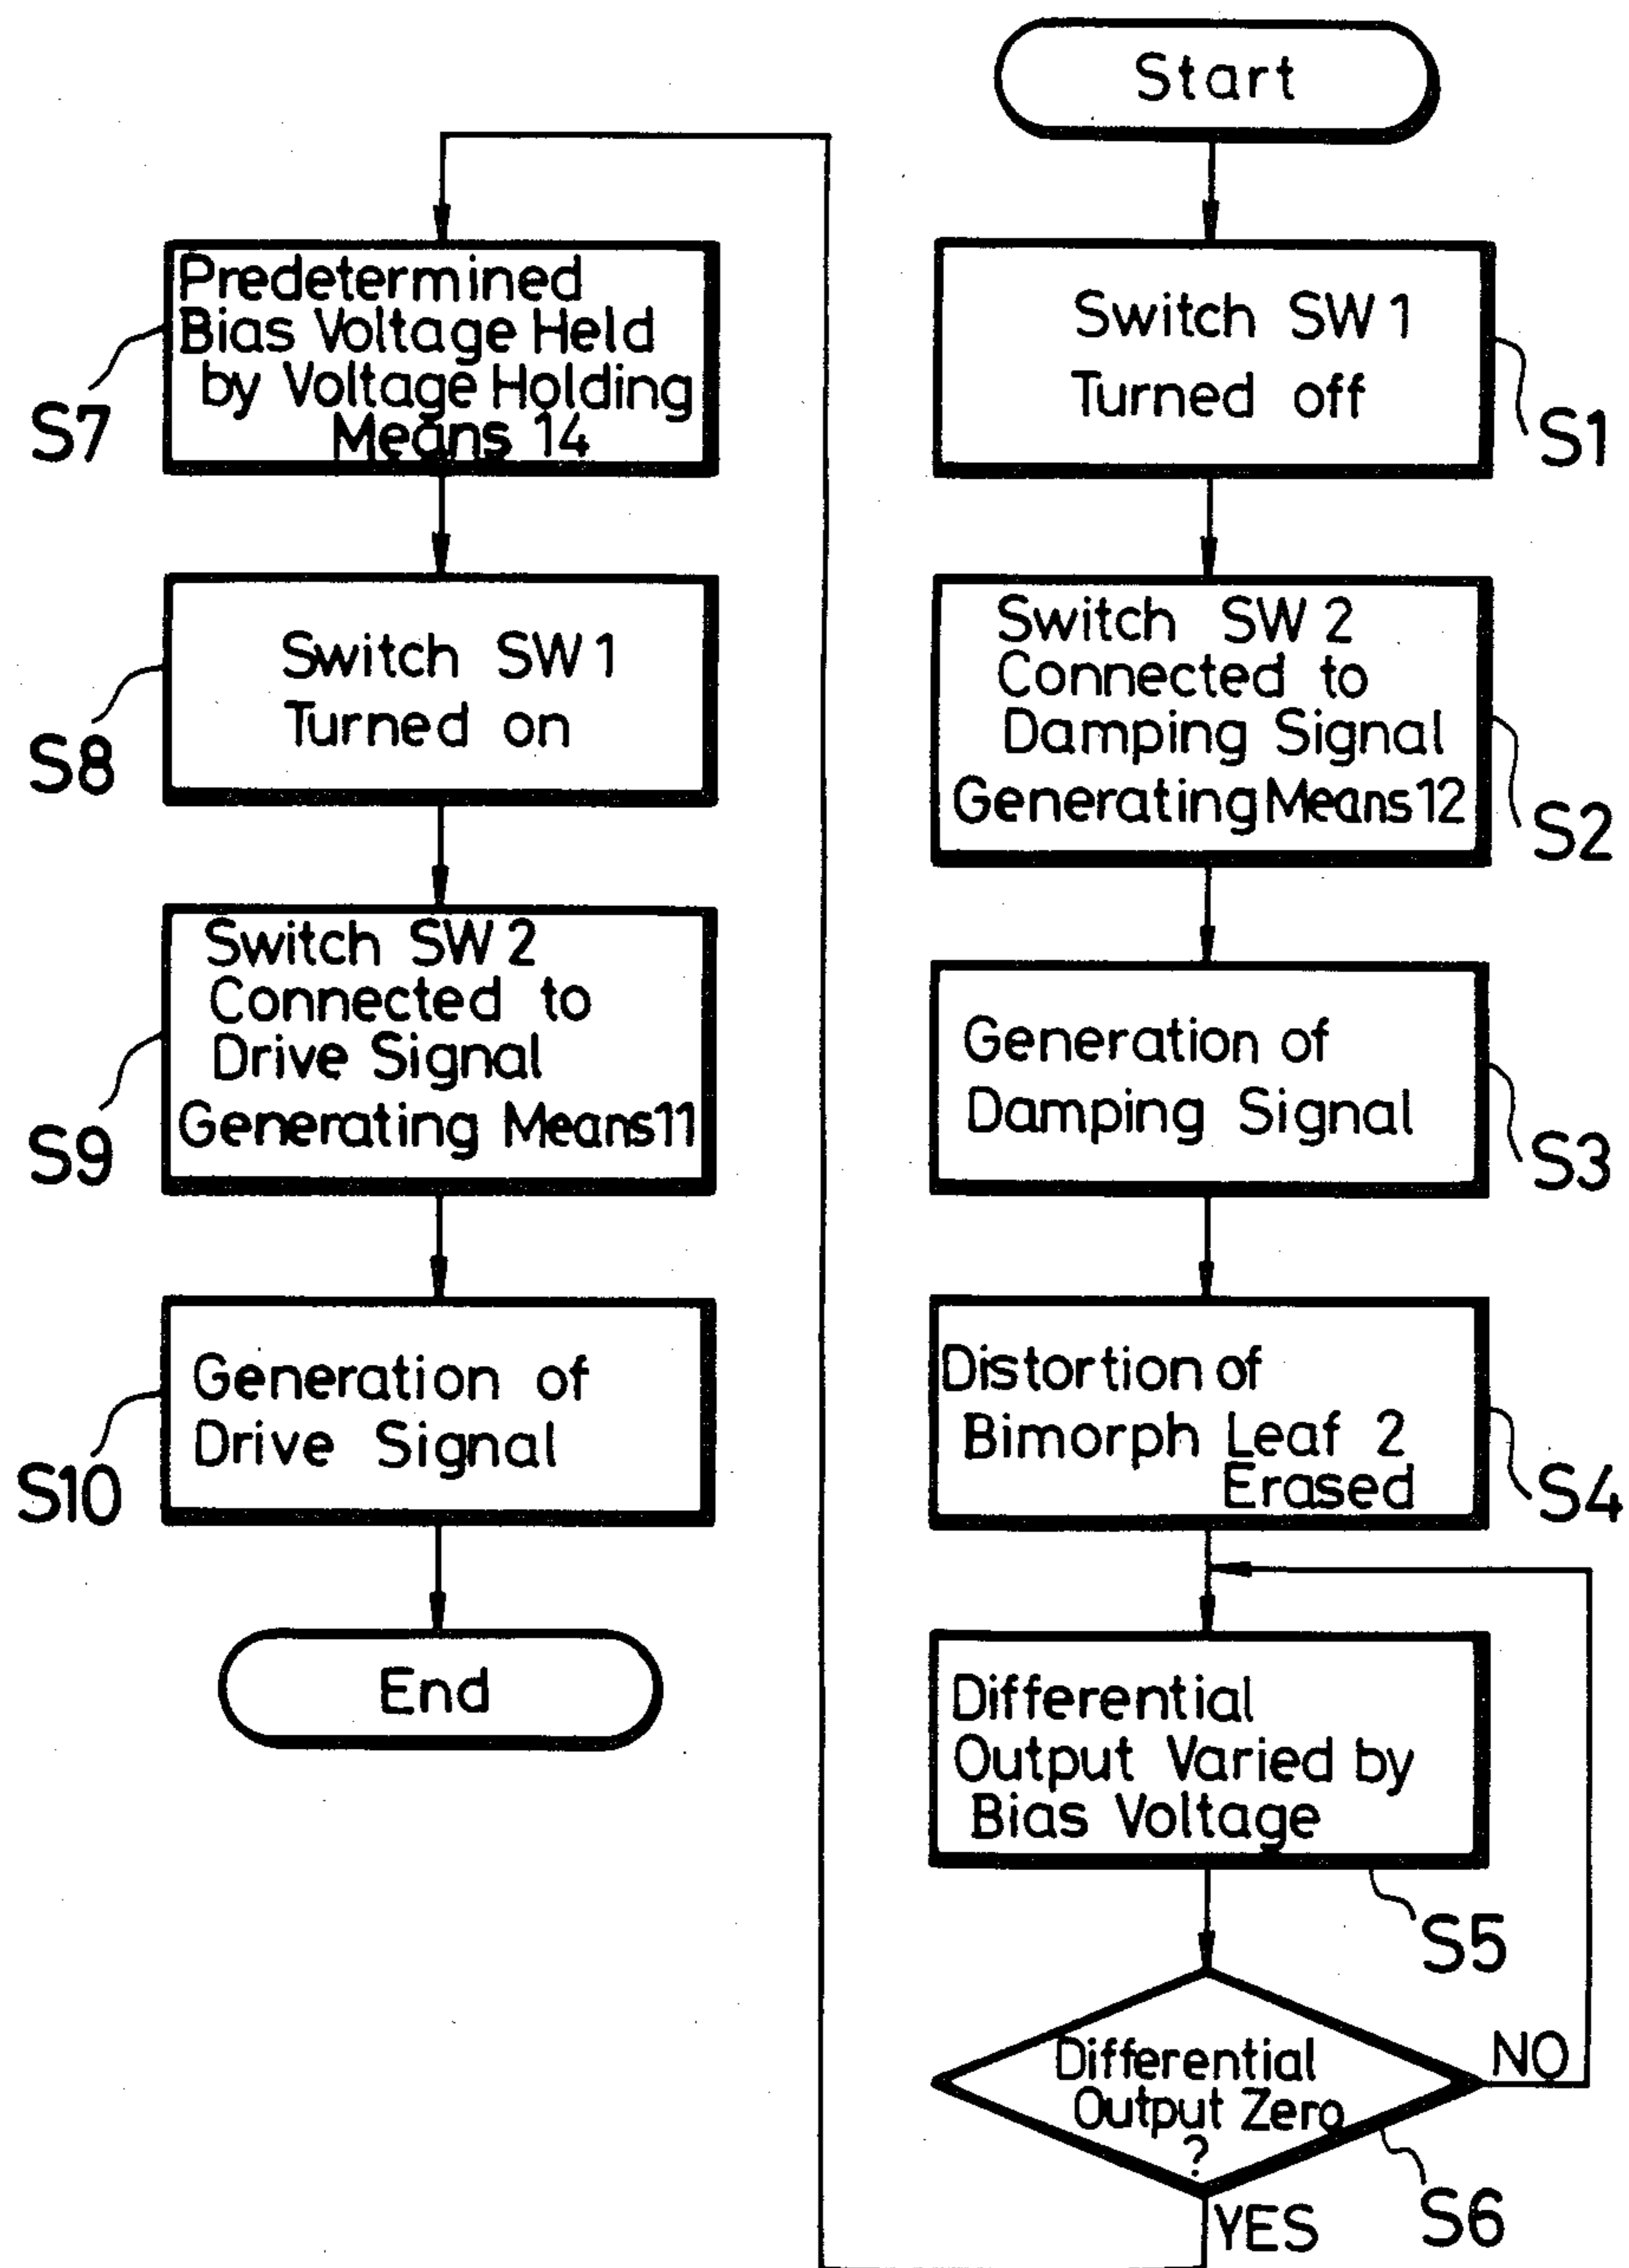 Start
Switch SW1
Turned off
S1
Switch SW2
Connected to
Damping Signal
Generating Means 12
S2
Generation of
Damping Signal
S3
Distortion of
Bimorph Leaf 2
Erased
S4
Differential
Output Varied by
Bias Voltage
S5
Differential
Output Zero
?
S6
NO
YES
Predetermined
Bias Voltage Held
by Voltage Holding
Means 14
S7
Switch SW1
Turned on
S8
Switch SW2
Connected to
Drive Signal
Generating Means 11
S9
Generation of
Drive Signal
S10
End